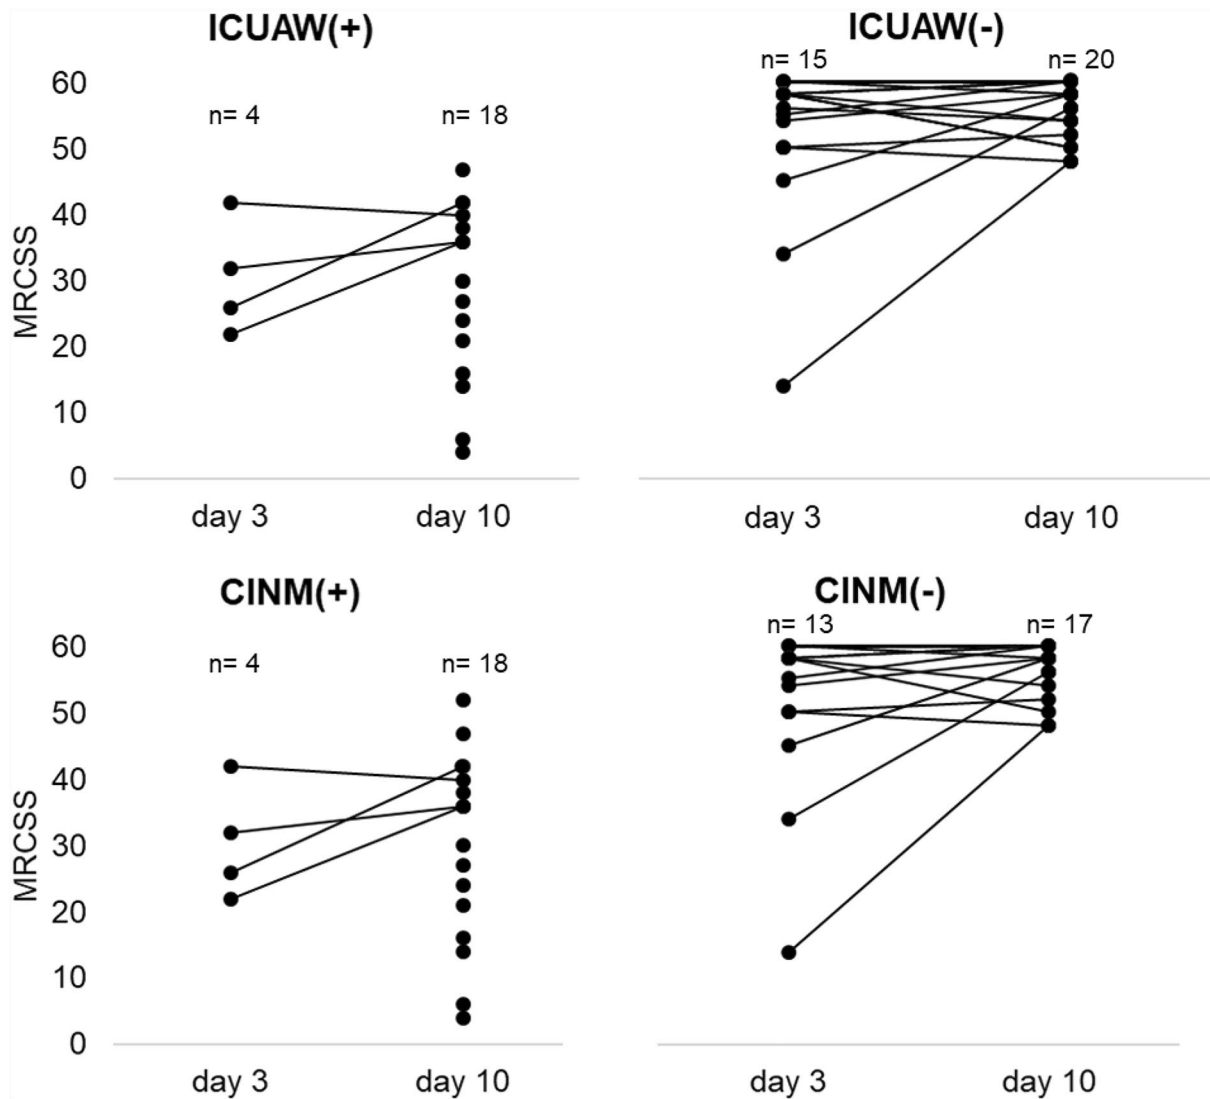 ICUAW(+)
n= 4
n= 18
MRCSS
60
50
40
30
20
10
0
day 3
day 10
ICUAW(-)
n= 15
n= 20
day 3
day 10
CINM(+)
n= 4
n= 18
MRCSS
60
50
40
30
20
10
0
day 3
day 10
CINM(-)
n= 13
n= 17
day 3
day 10